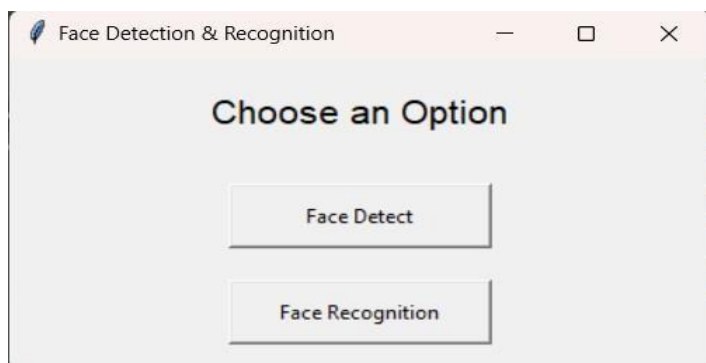 Face Detection & Recognition
Choose an Option
Face Detect
Face Recognition